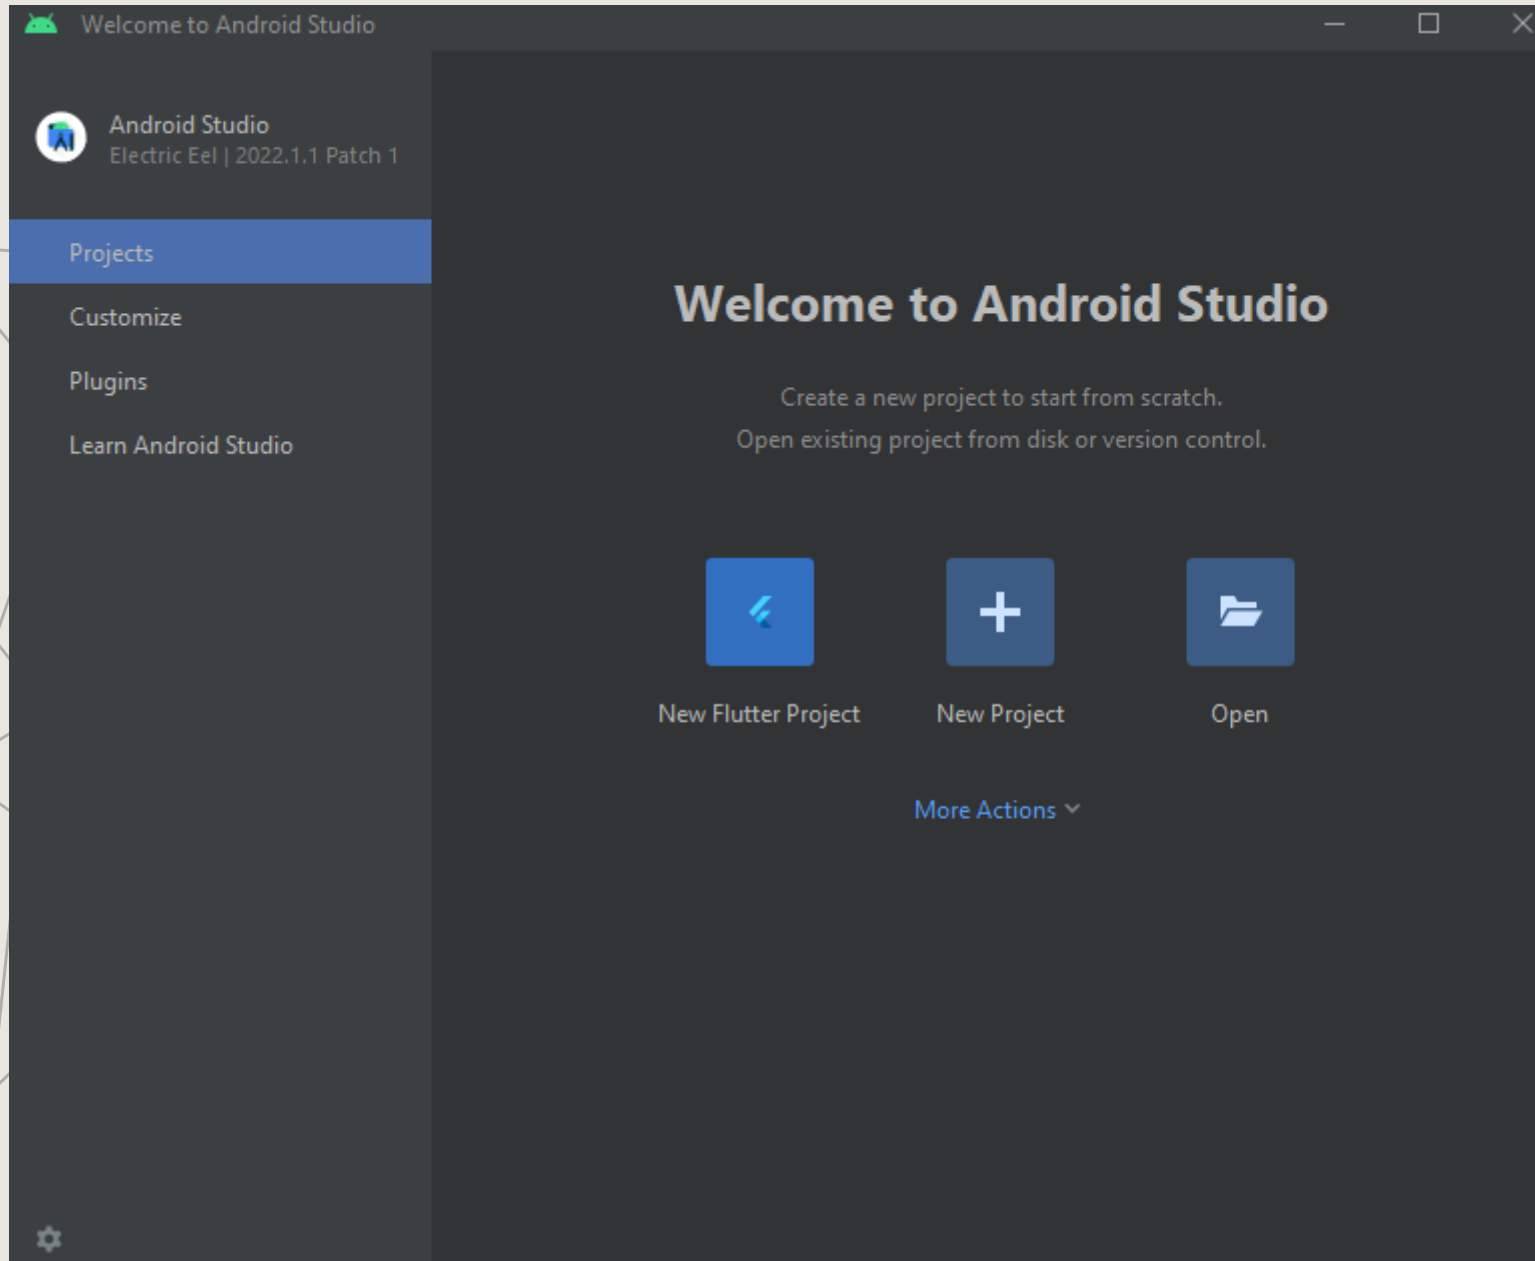 Welcome to Android Studio
Android Studio
Electric Eel | 2022.1.1 Patch 1
Projects
Customize
Plugins
Learn Android Studio
Welcome to Android Studio
Create a new project to start from scratch.
Open existing project from disk or version control.
New Flutter Project
New Project
Open
More Actions